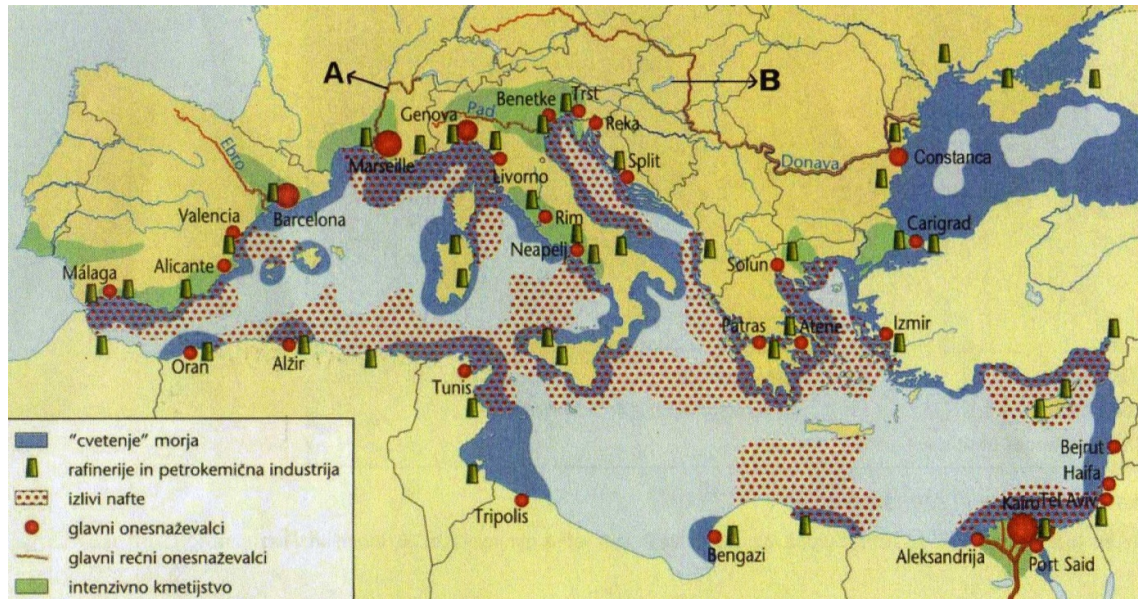 A
B
Benetke
Trst
Genova
Pad
Reka
Ebro
Marseille
Split
Donava
Constanca
Livorno
Valencia
Barcelona
Rim
Carigrad
Neapelj
Solun
Málaga
Alicante
Patras
Atene
Izmir
Oran
Alžir
Tunis
Bejrut
Haifa
Kairo
Tel Aviv
Tripolis
Bengazi
Aleksandrija
Port Said
"cvetenje" morja
rafinerije in petrokemična industrija
izlivi nafte
glavni onesnaževalci
glavni rečni onesnaževalci
intenzivno kmetijstvo